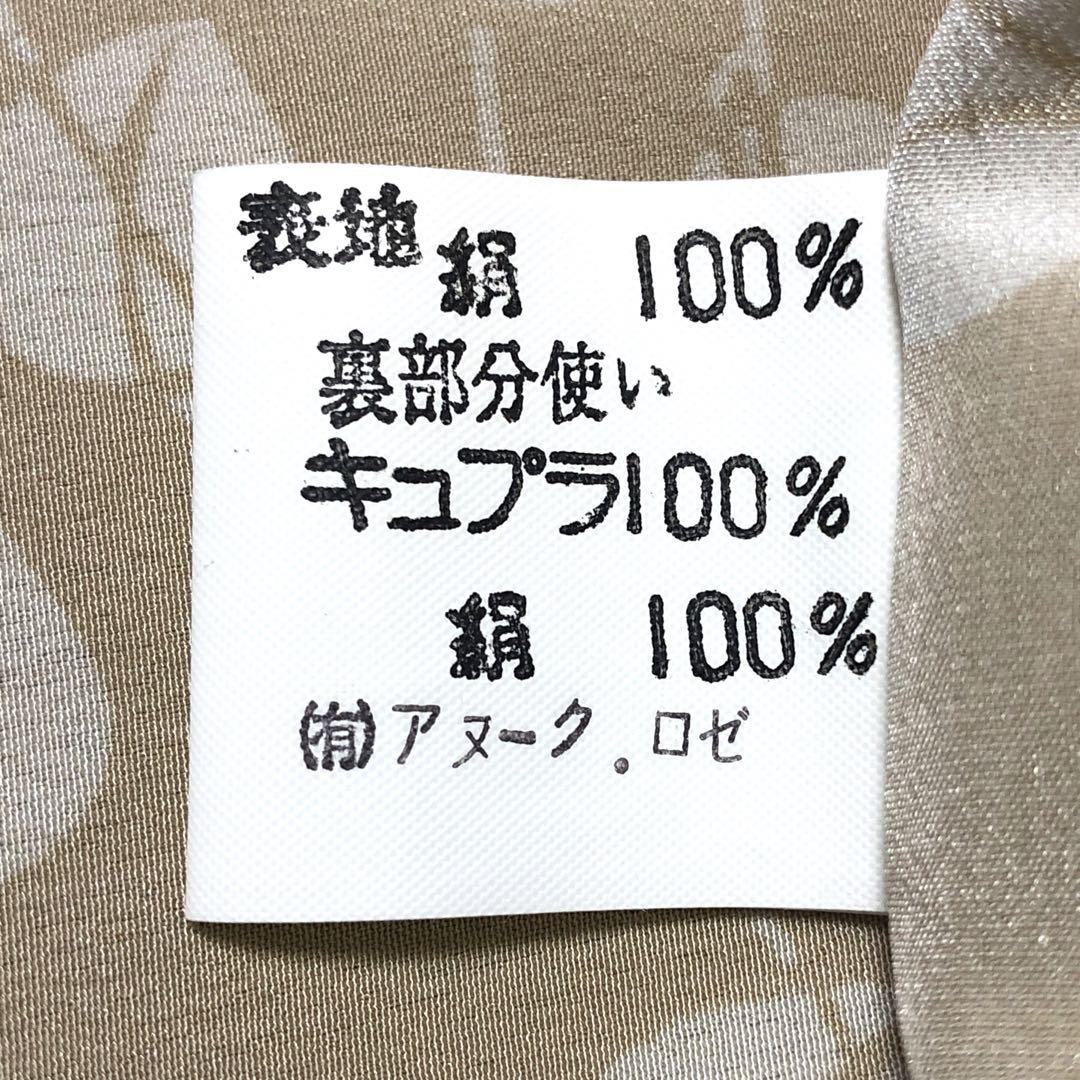 表地 絹 100%
裏部分使い
キュプラ100%
絹 100%
(有)アヌーク.ロゼ